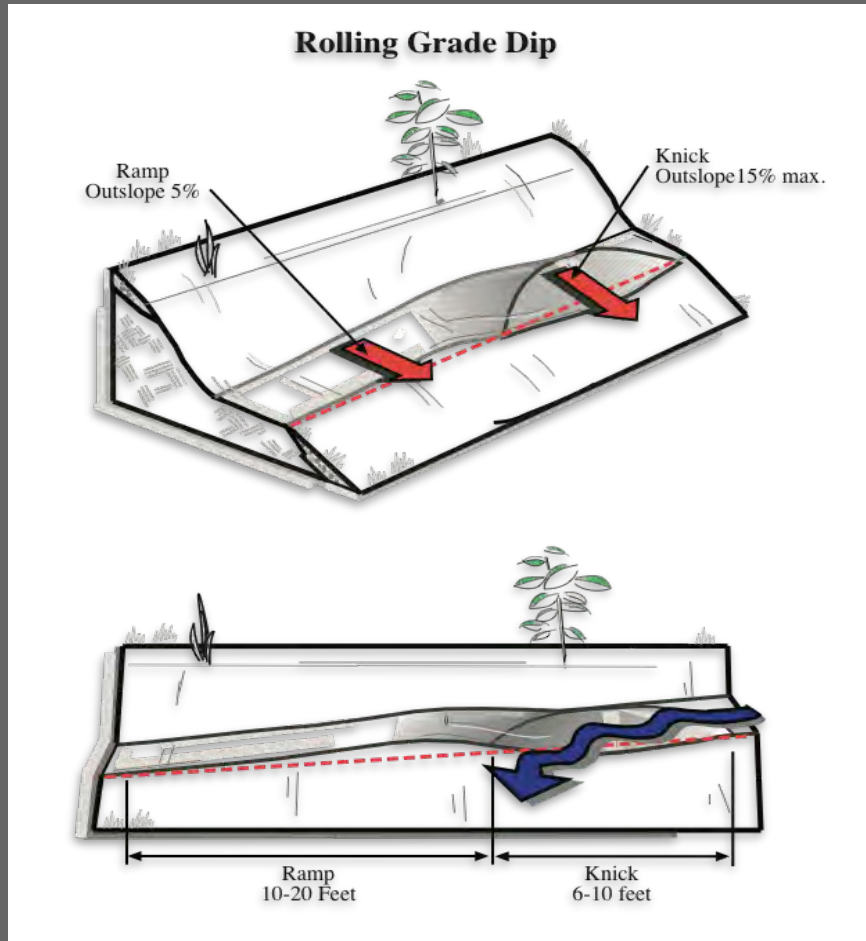 Rolling Grade Dip
Ramp
Outslope 5%
Knick
Outslope15% max.
Ramp
10-20 Feet
Knick
6-10 feet